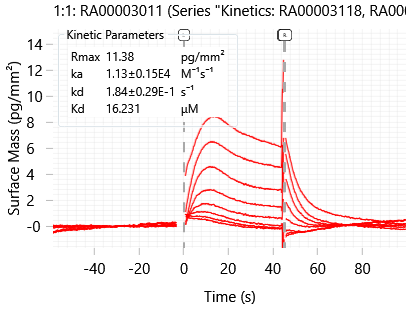 1:1: RA00003011 (Series "Kinetics: RA00003118, RA000
Kinetic Parameters
Rmax 11.38 pg/mm²
ka 1.13±0.15E4 M⁻¹s⁻¹
kd 1.84±0.29E-1 s⁻¹
Kd 16.231 µM
Surface Mass (pg/mm²)
14
12
10
8
6
4
2
-0
-40 -20 0 20 40 60 80
Time (s)